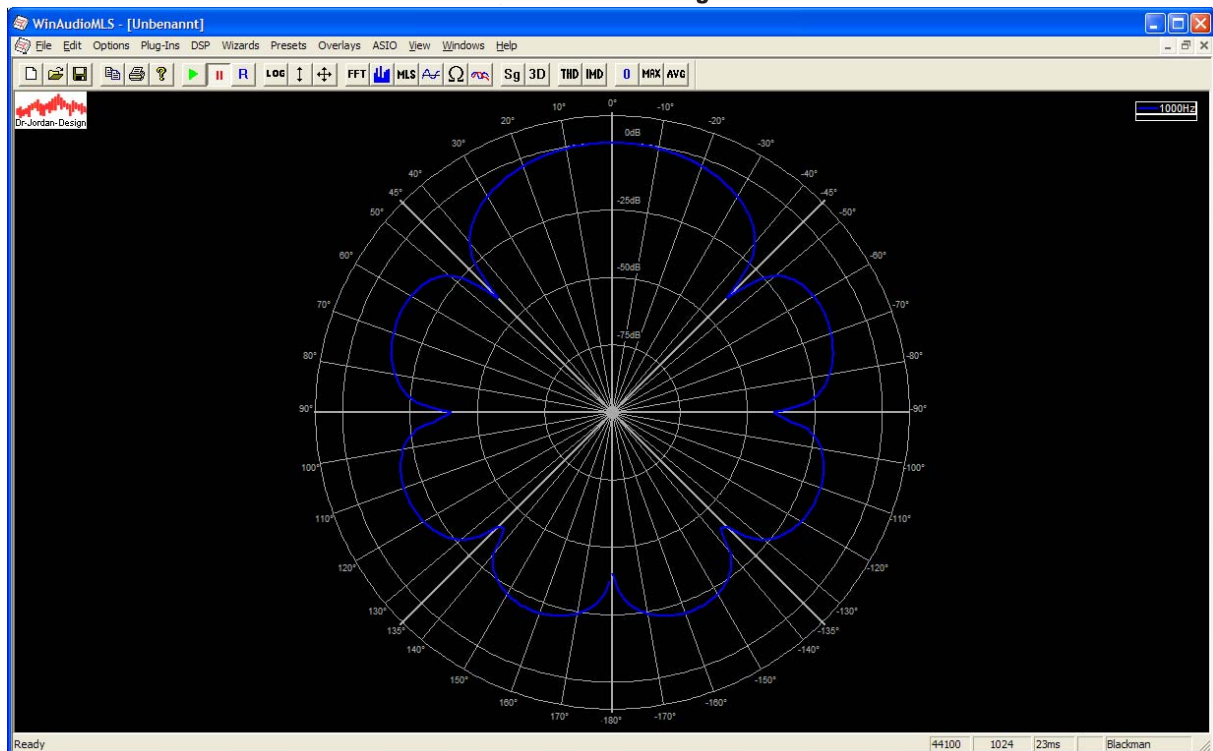 WinAudioMLS - [Unbenannt]
File Edit Options Plug-Ins DSP Wizards Presets Overlays ASIO View Windows Help
R LOG FFT MLS Ω Sg 3D THD IMD 0 MAX AVG
Dr-Jordan-Design
1000Hz
10° 0° -10°
20° -20°
0dB
30° -30°
40° -40°
45° -45°
-25dB
50° -50°
60° -60°
-50dB
70° -70°
-75dB
80° -80°
90° -90°
100° -100°
110° -110°
120° -120°
130° -130°
135° -135°
140° -140°
150° -150°
160° -160°
170° -180° -170°
Ready 44100 1024 23ms Blackman